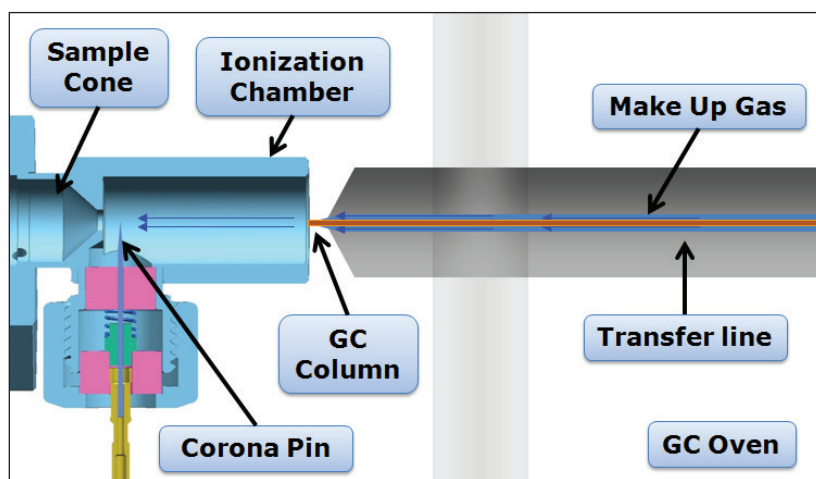 Sample
Cone
Ionization
Chamber
Make Up Gas
GC
Column
Transfer line
Corona Pin
GC Oven